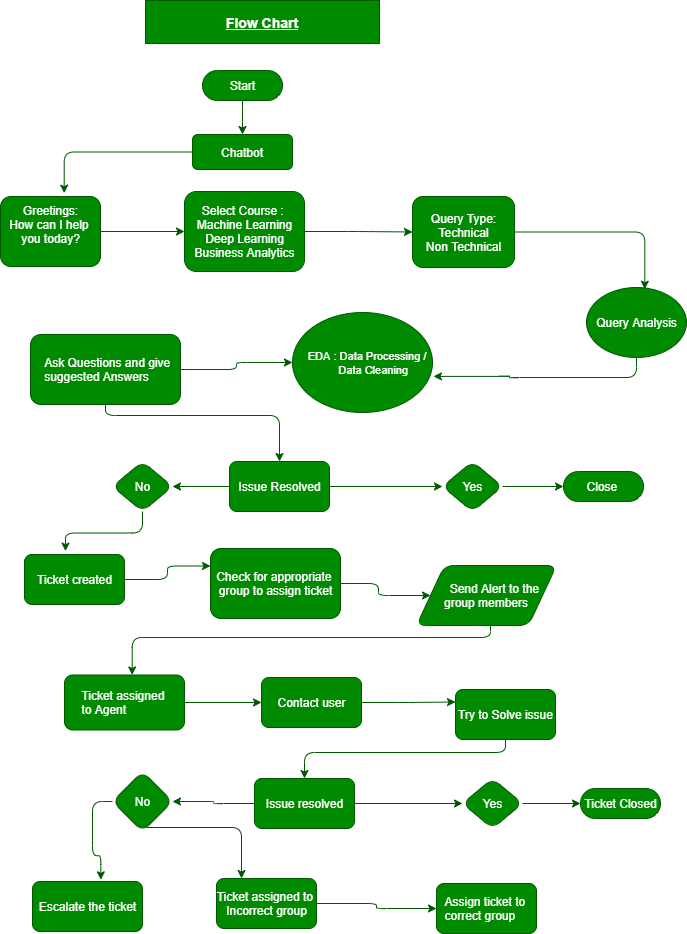 Flow Chart
Start
Chatbot
Greetings:
How can I help
you today?
Select Course :
Machine Learning
Deep Learning
Business Analytics
Query Type:
Technical
Non Technical
Query Analysis
EDA : Data Processing /
Data Cleaning
Ask Questions and give
suggested Answers
No
Issue Resolved
Yes
Close
Ticket created
Check for appropriate
group to assign ticket
Send Alert to the
group members
Ticket assigned
to Agent
Contact user
Try to Solve issue
No
Issue resolved
Yes
Ticket Closed
Escalate the ticket
Ticket assigned to
Incorrect group
Assign ticket to
correct group